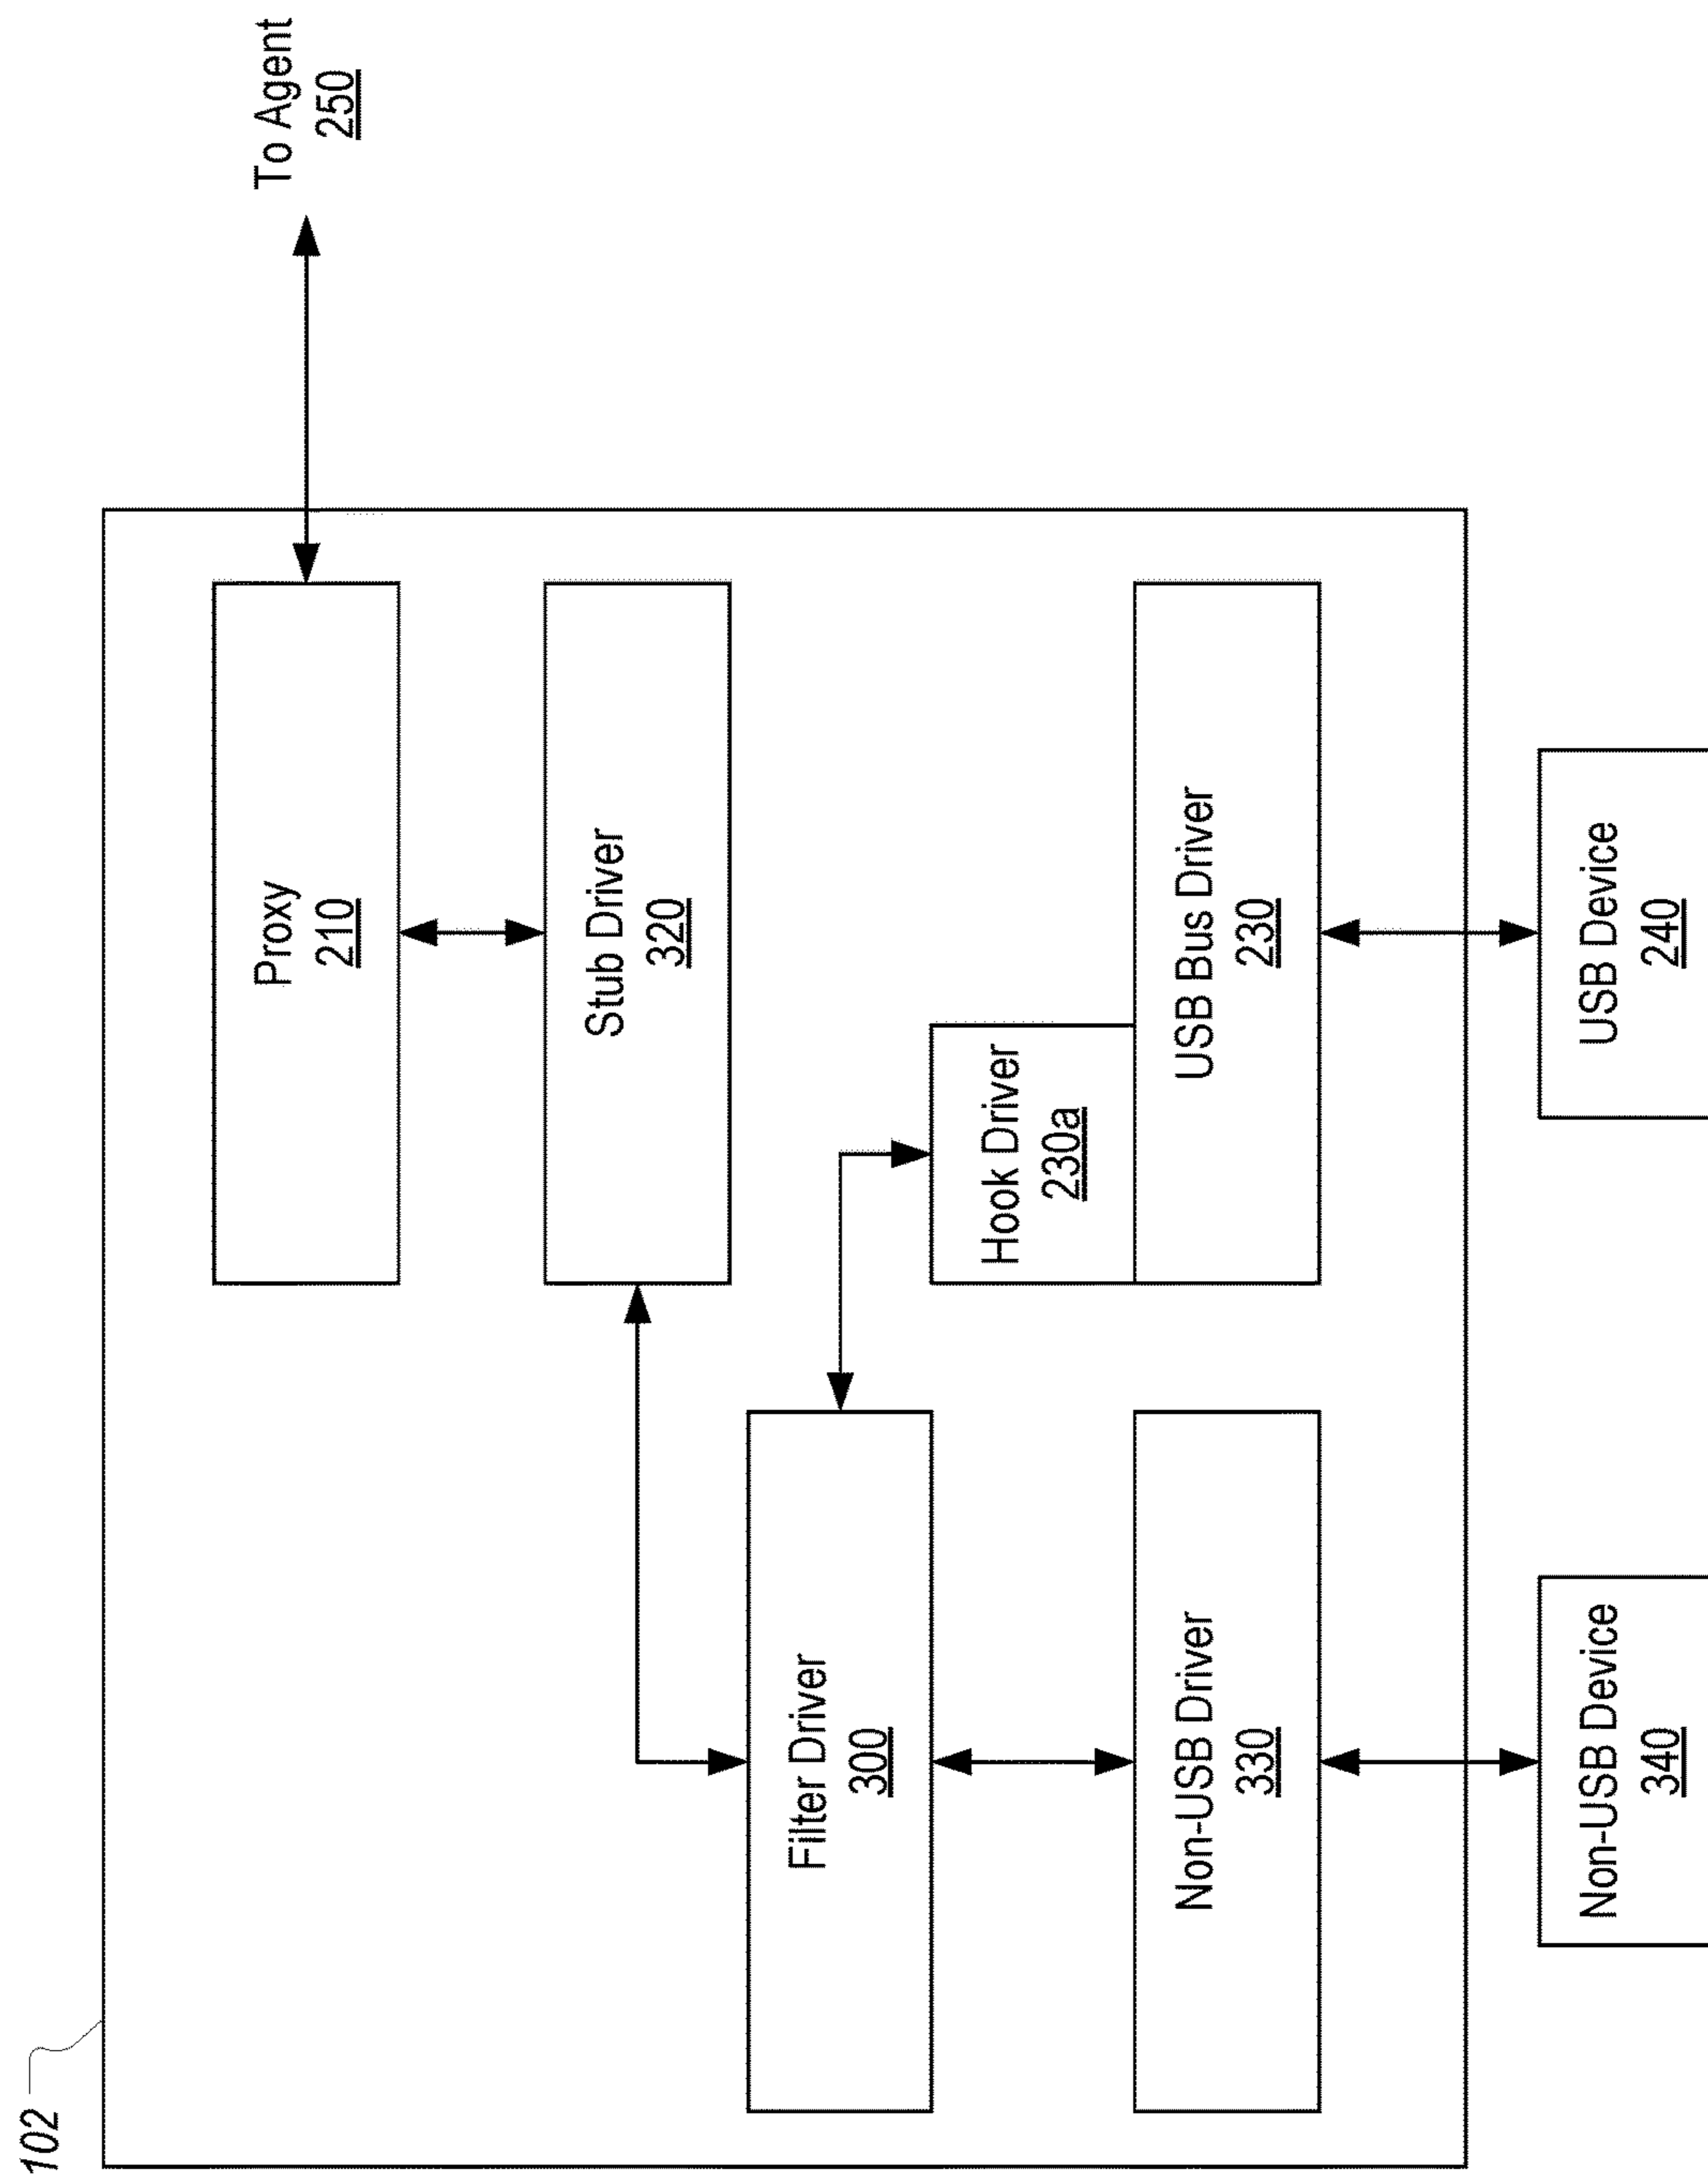 102
To Agent
250
Proxy
210
Stub Driver
320
Filter Driver
300
Hook Driver
230a
Non-USB Driver
330
USB Bus Driver
230
Non-USB Device
340
USB Device
240